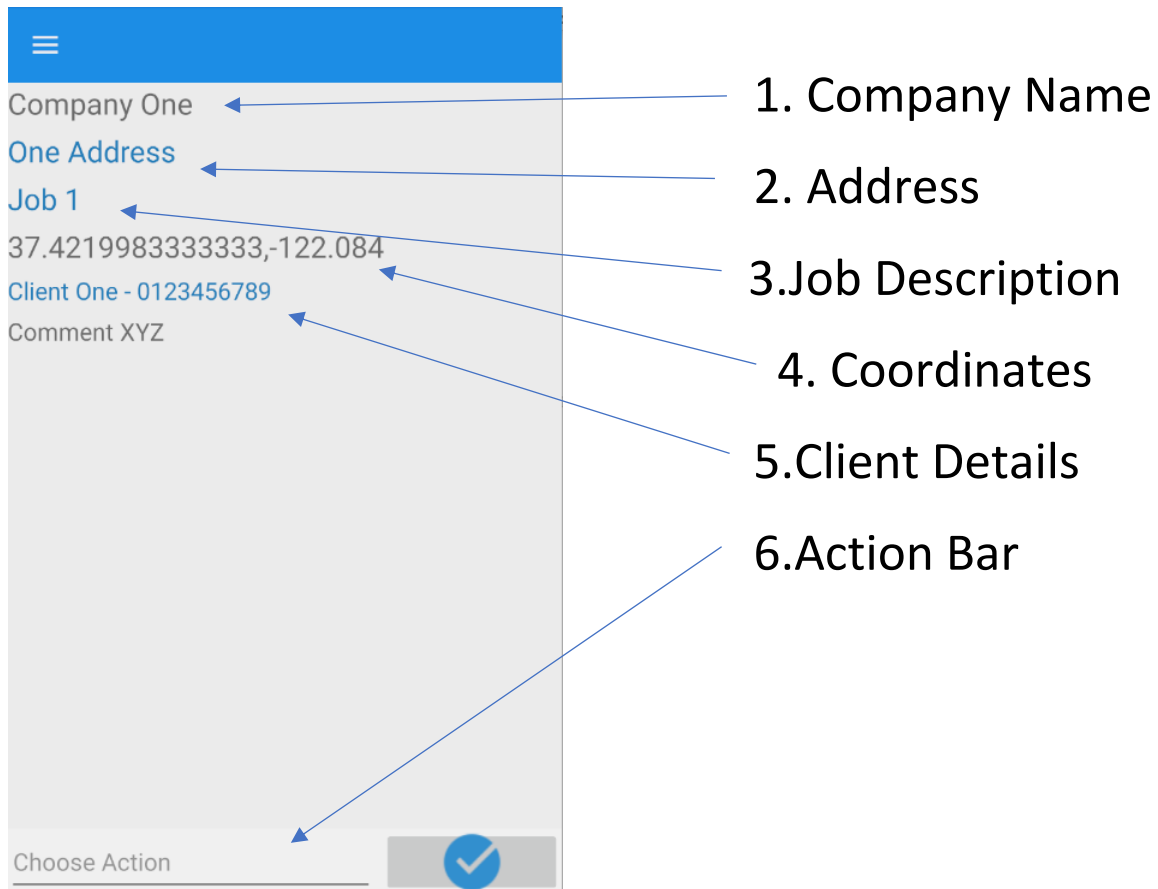 Company One
One Address
Job 1
37.4219983333333,-122.084
Client One - 0123456789
Comment XYZ
Choose Action
1. Company Name
2. Address
3.Job Description
4. Coordinates
5.Client Details
6.Action Bar